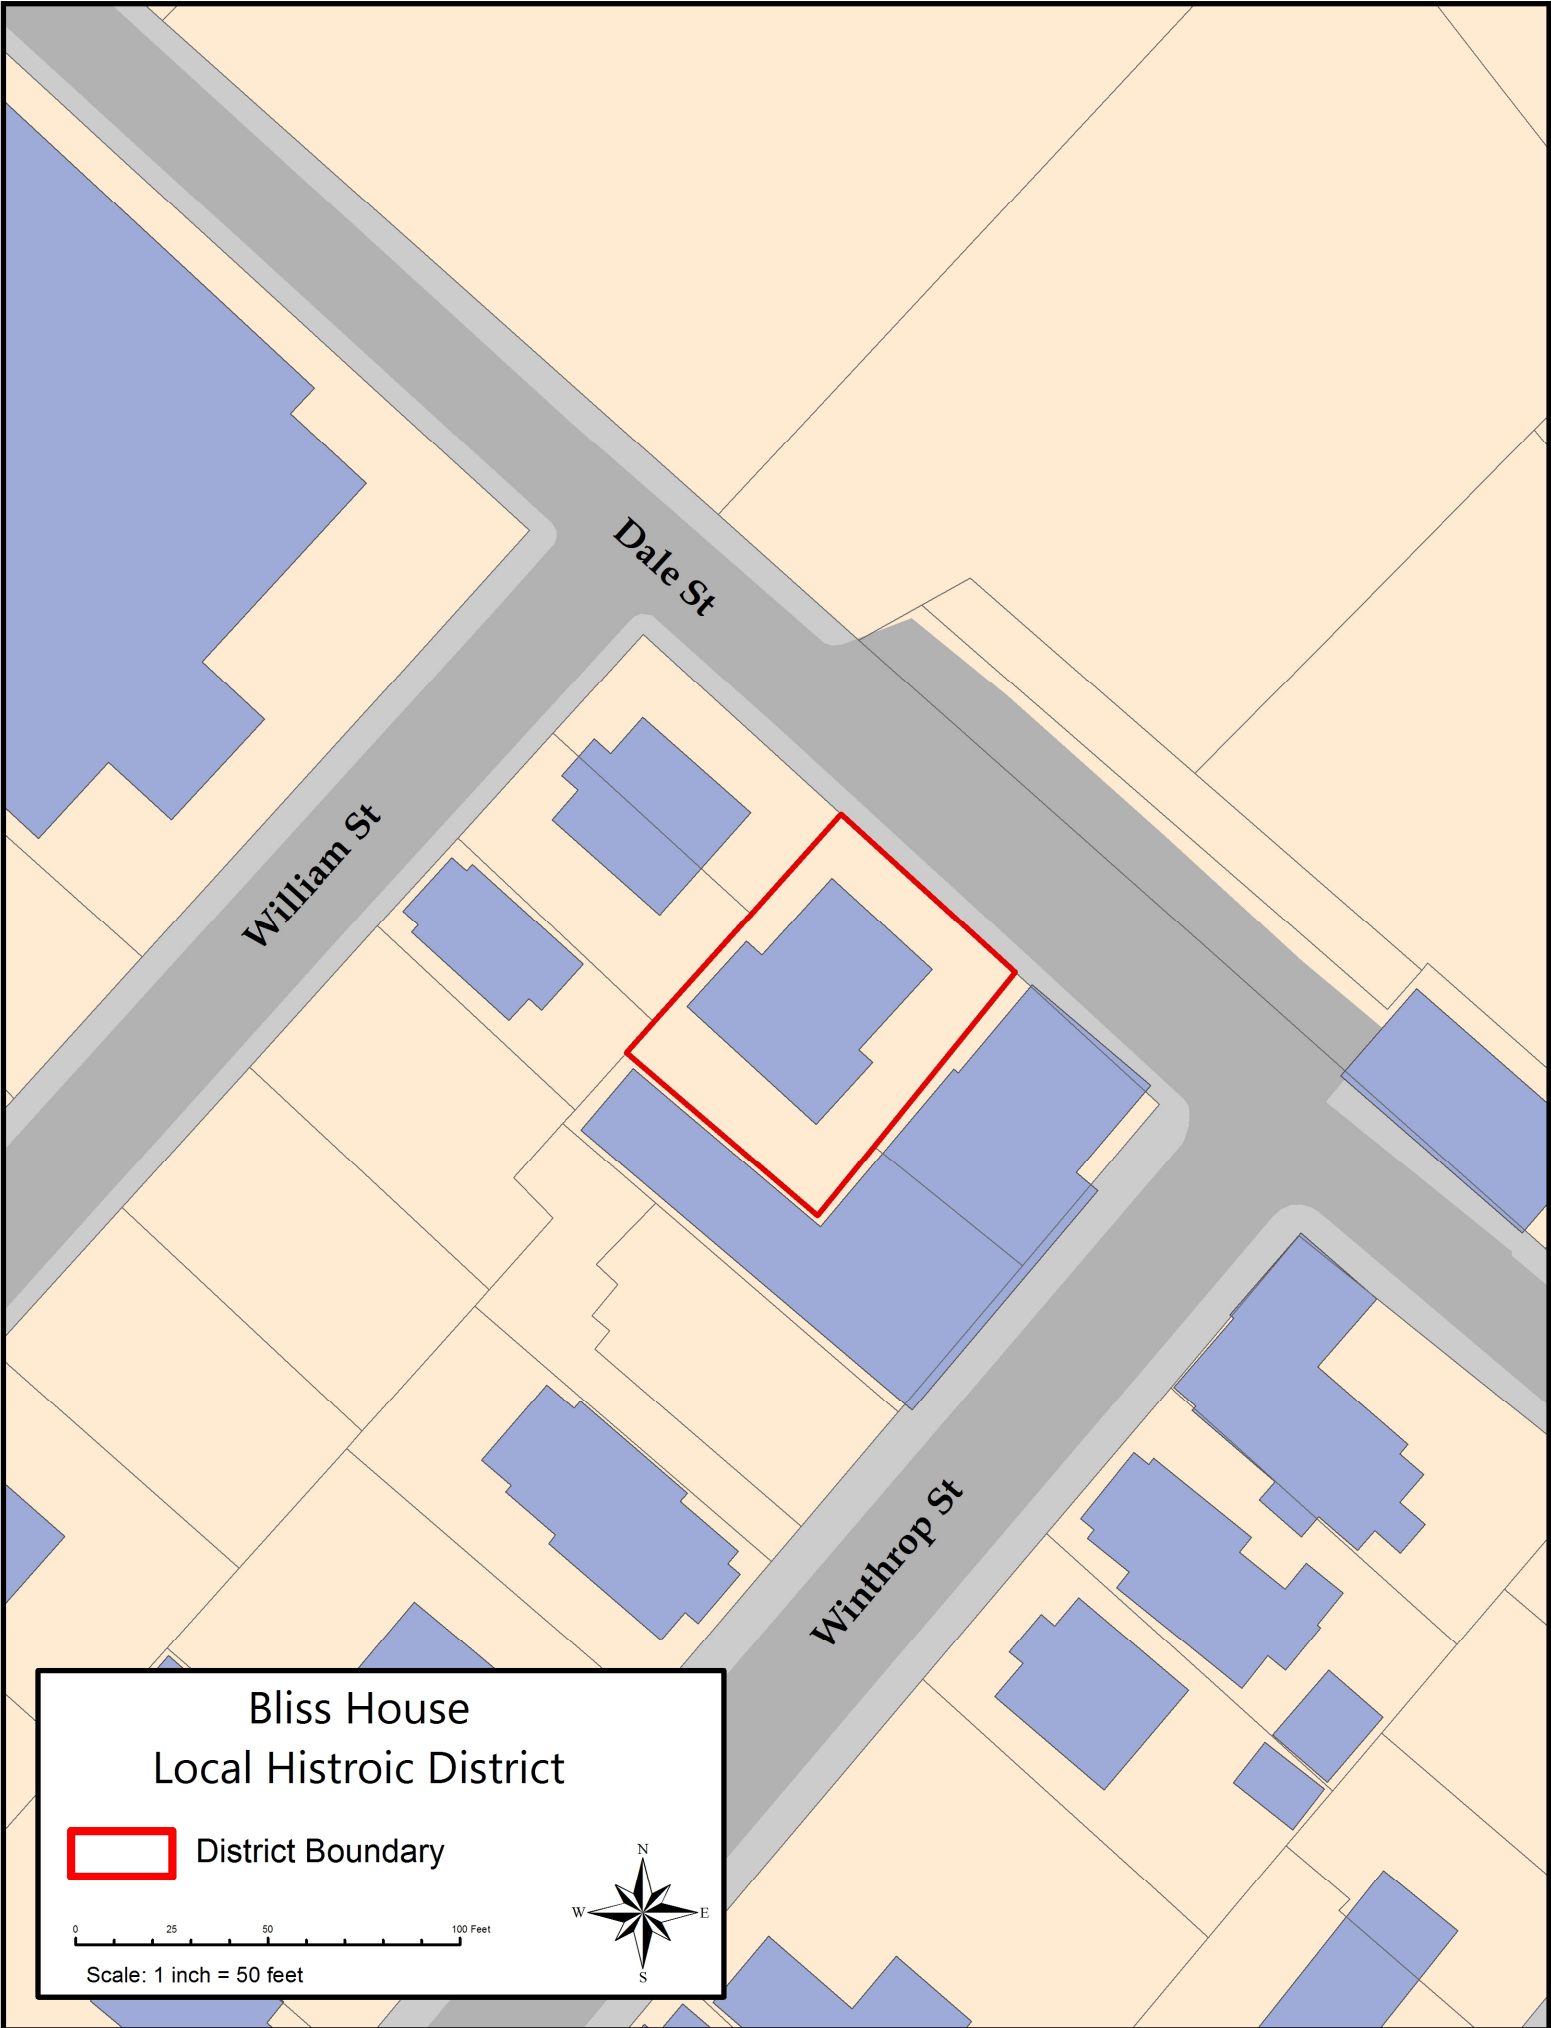 Dale St
William St
Winthrop St
Bliss House
Local Histroic District
District Boundary
N
W E
S
0 25 50 100 Feet
Scale: 1 inch = 50 feet